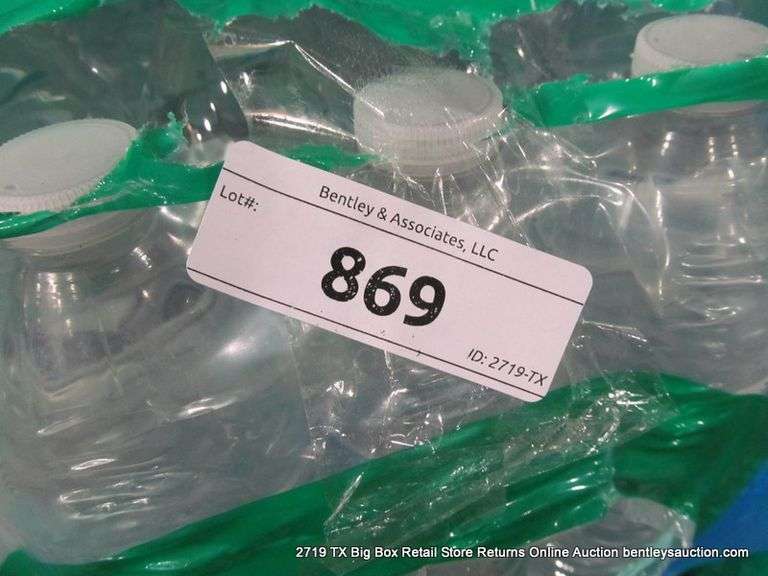 Bentley & Associates, LLC
Lot#:
869
ID: 2719-TX
2719 TX Big Box Retail Store Returns Online Auction bentleysauction.com